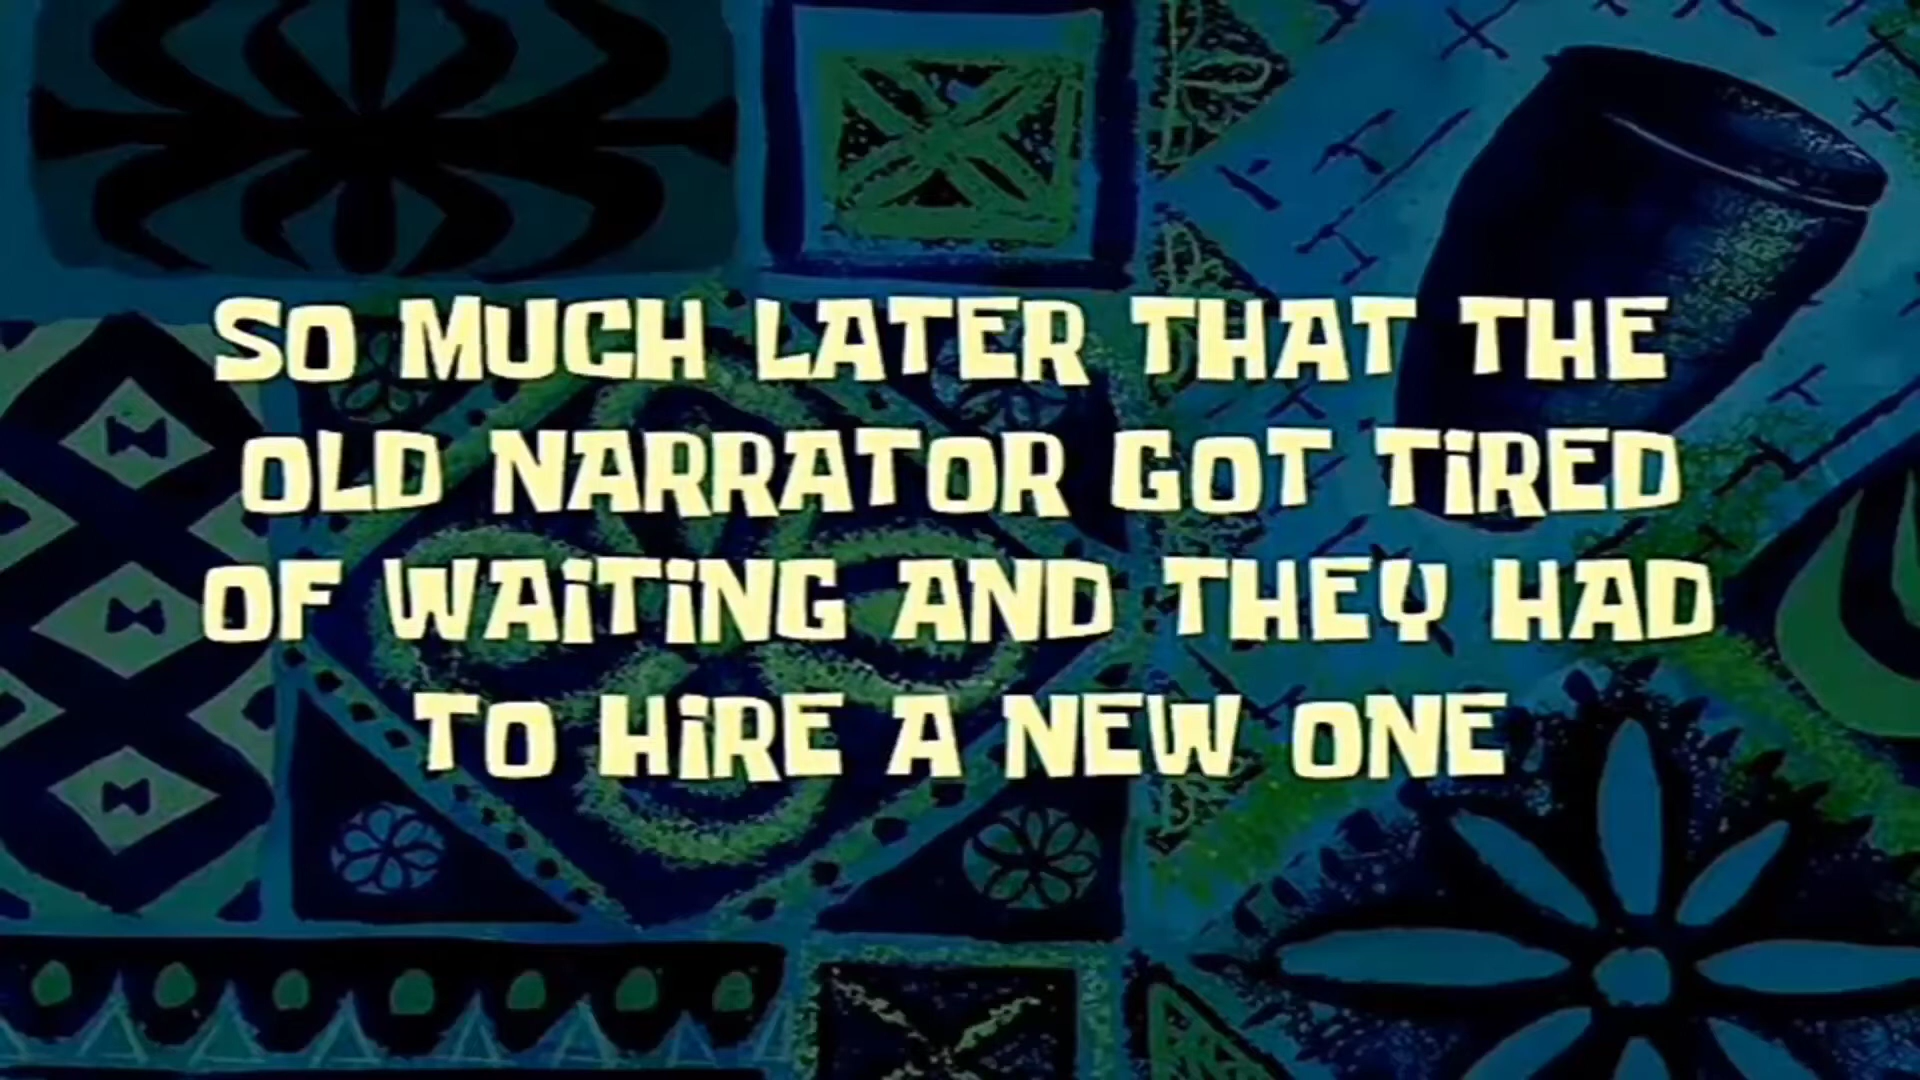 SO MUCH LATER THAT THE
OLD NARRATOR GOT TiRED
OF WAiTiNG AND THEY HAD
TO HiRE A NEW ONE